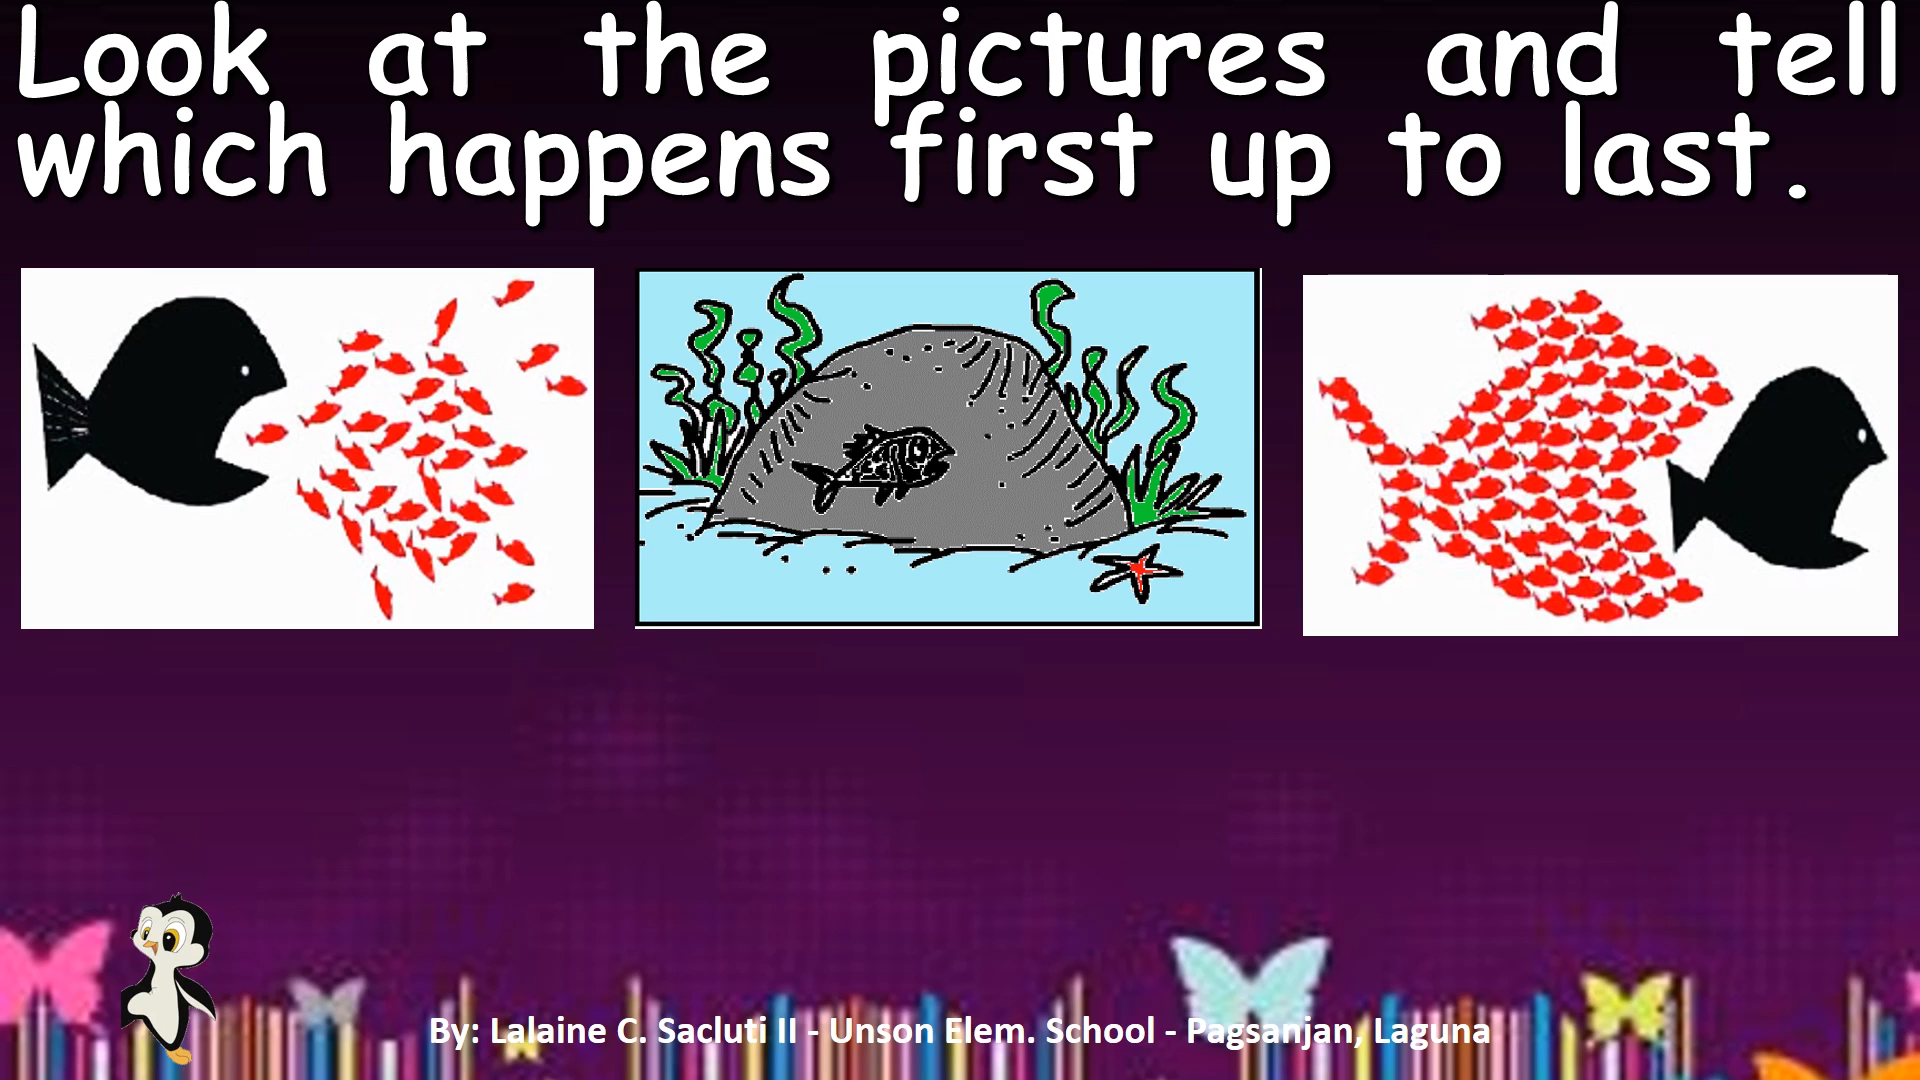 Look at the pictures and tell
which happens first up to last.
By: Lalaine C. Sacluti II - Unson Elem. School - Pagsanjan, Laguna